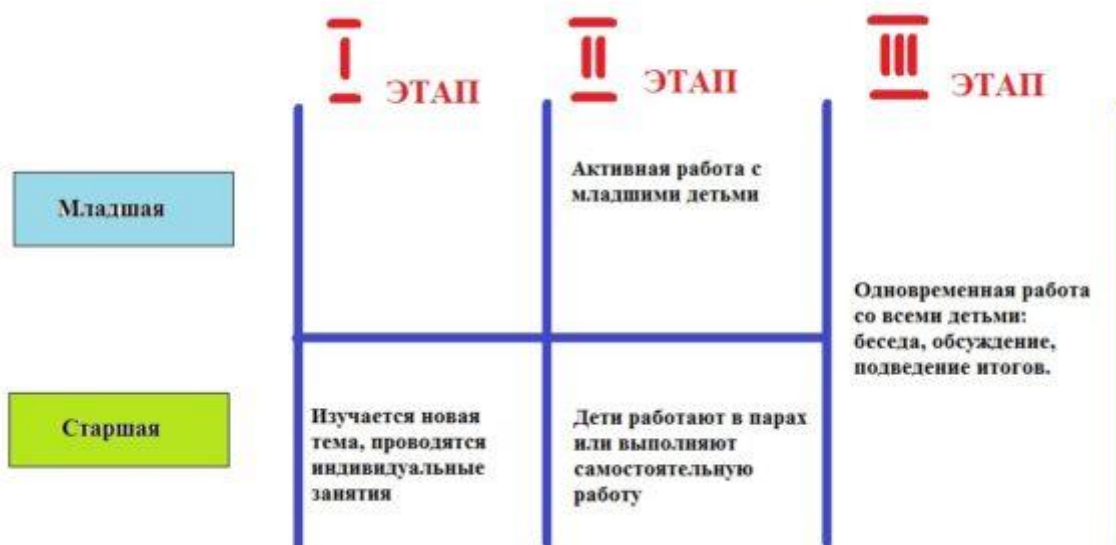 I ЭТАП
II ЭТАП
III ЭТАП
Младшая
Активная работа с
младшими детьми
Одновременная работа
со всеми детьми:
беседа, обсуждение,
подведение итогов.
Старшая
Изучается новая
тема, проводятся
индивидуальные
занятия
Дети работают в парах
или выполняют
самостоятельную
работу